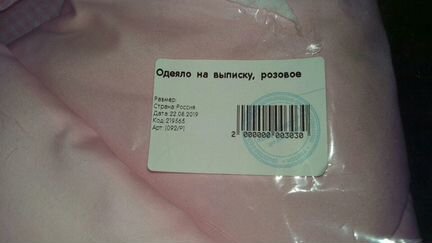 Одеяло на выписку, розовое
Размер:
Страна:Россия
Дата:22.08.2019
Код:219565
Арт:(092/Р)
2 000000 003030